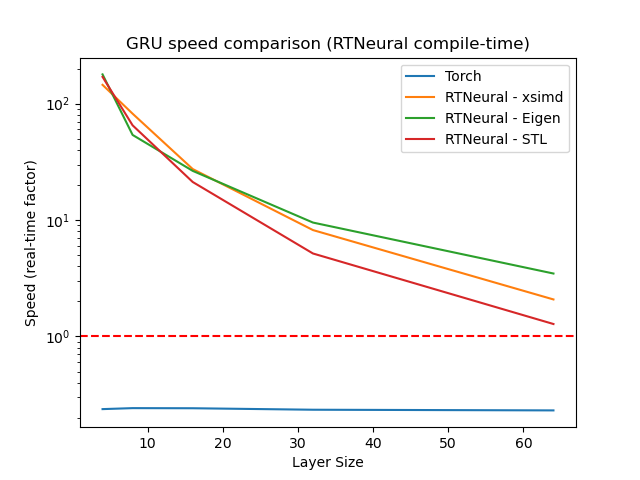 GRU speed comparison (RTNeural compile-time)
Torch
RTNeural - xsimd
RTNeural - Eigen
RTNeural - STL
Speed (real-time factor)
10²
10¹
10⁰
10 20 30 40 50 60
Layer Size